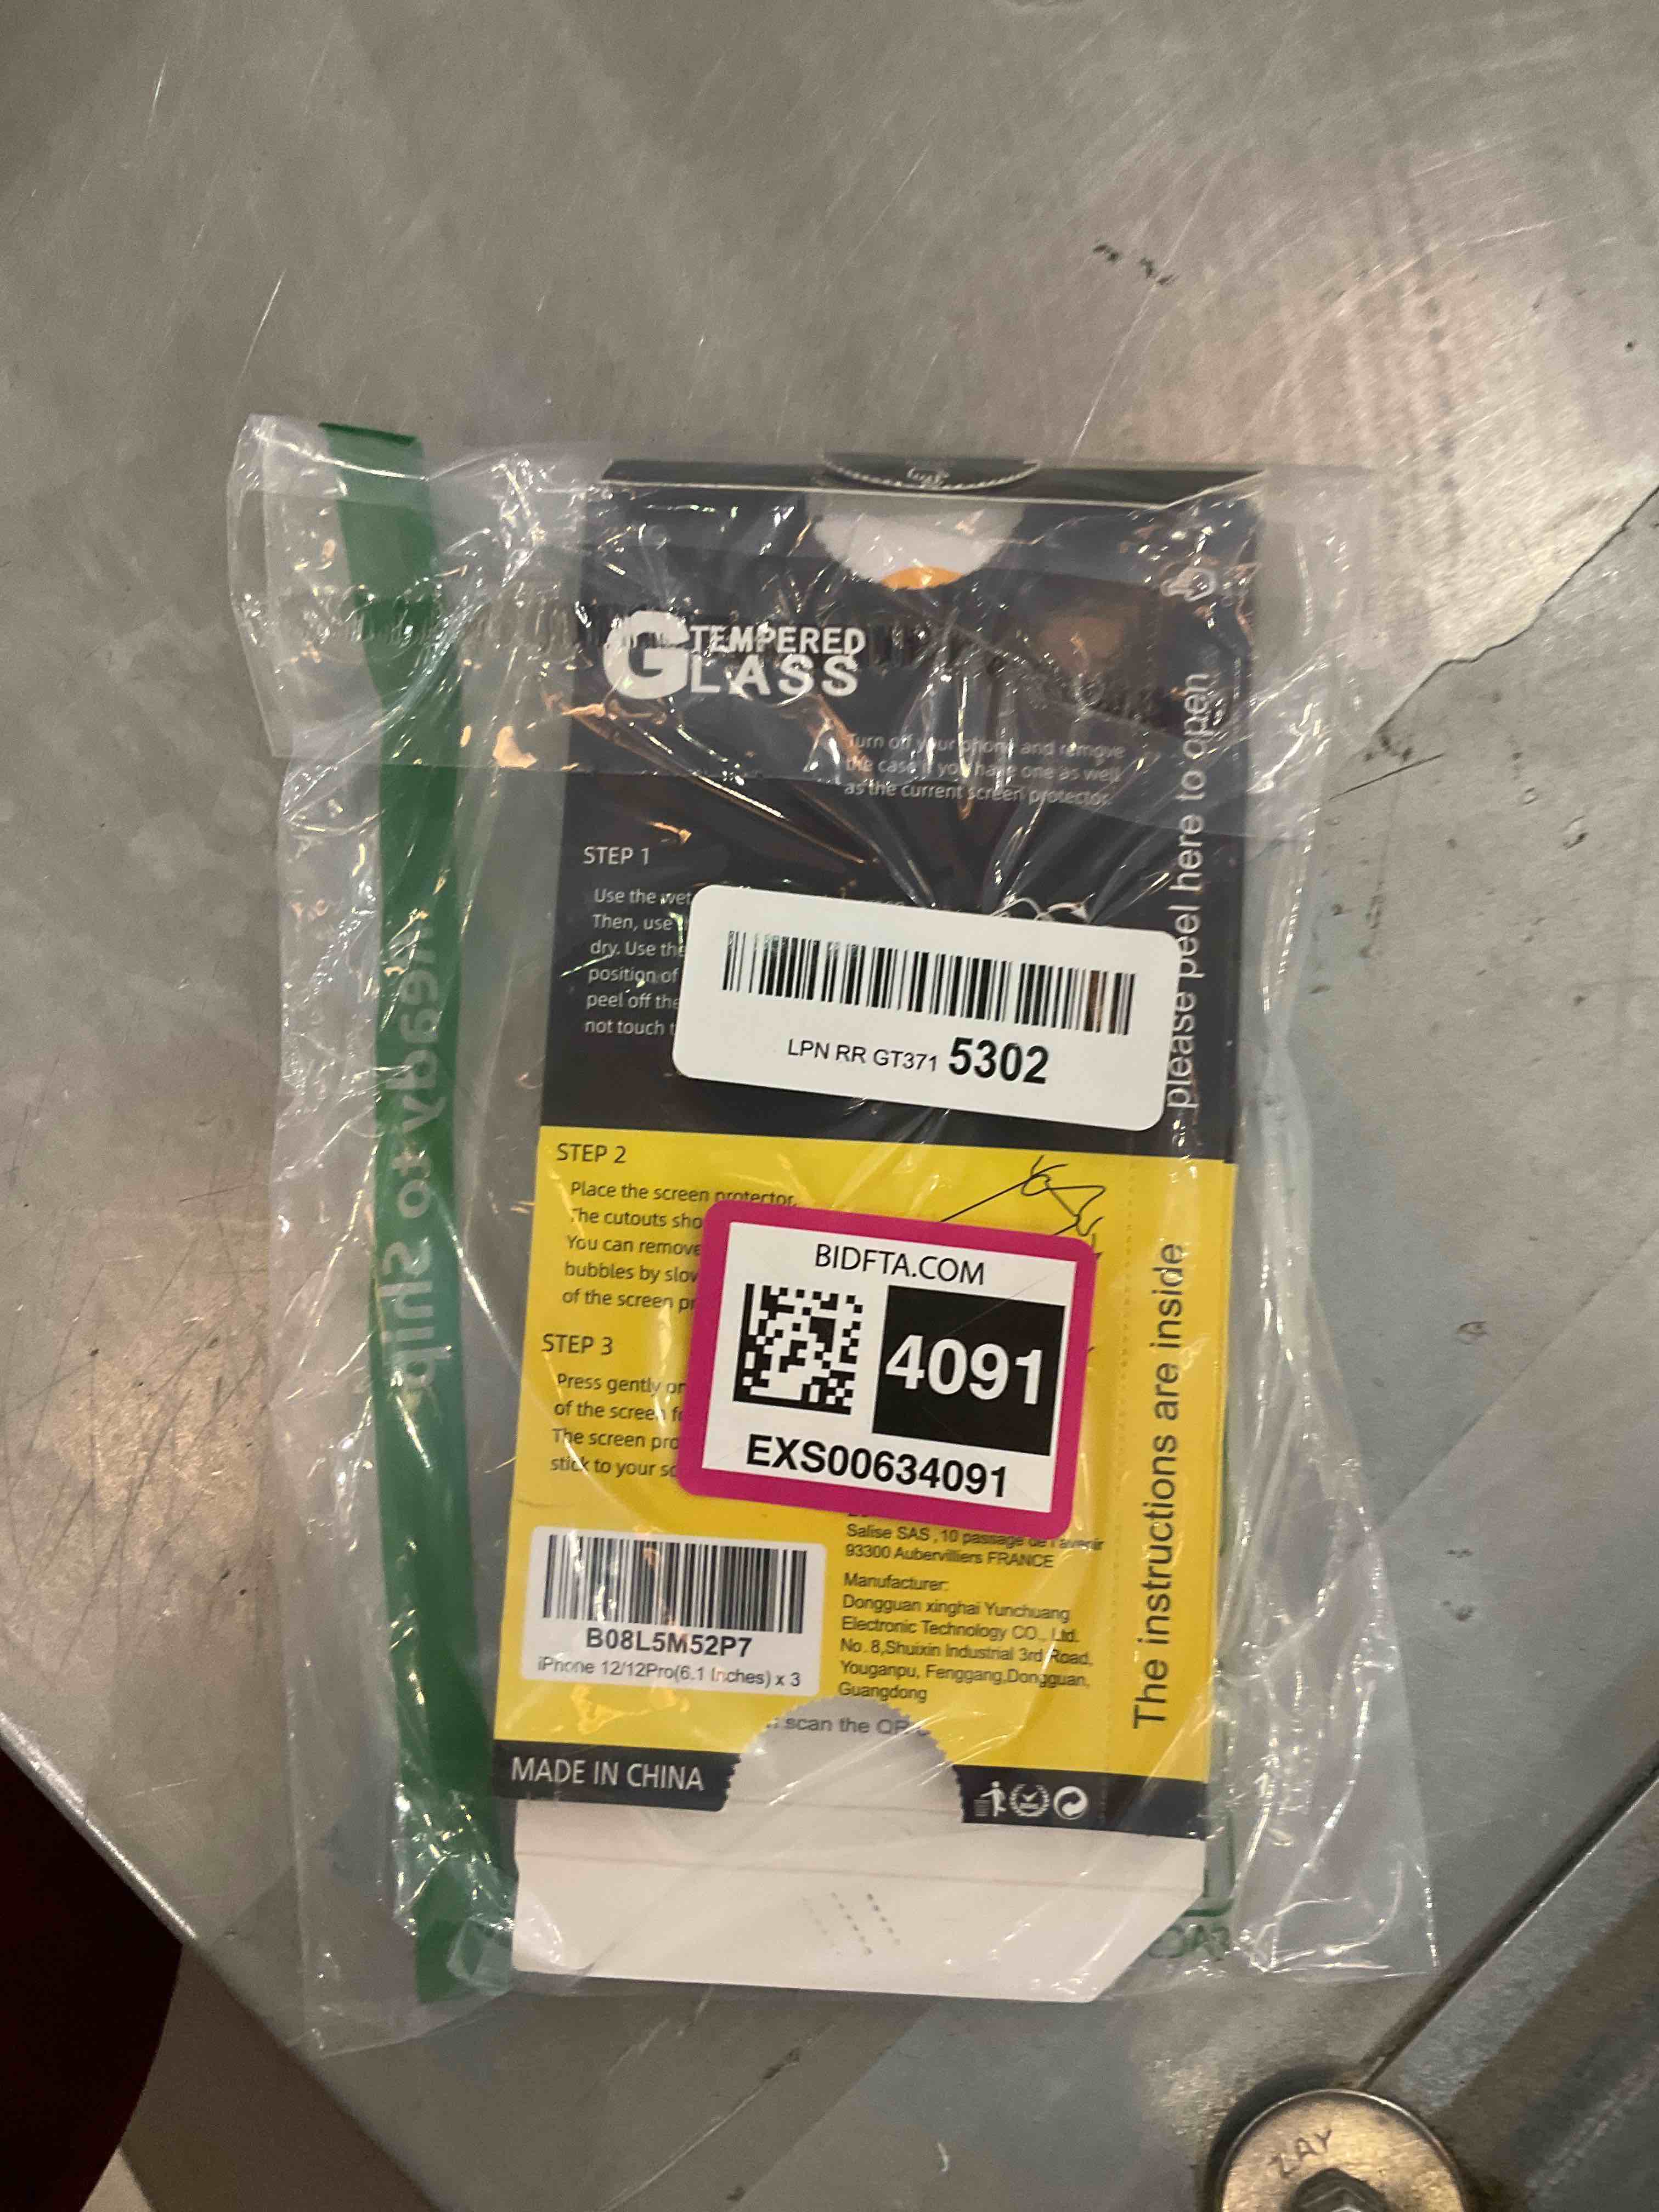 TEMPERED
GLASS
Turn off your phone and remove
the case if you have one as well
as the current screen protector.
STEP 1
Use the wet
Then, use
dry. Use the
position of
peel off the
not touch
LPN RR GT371 5302
STEP 2
Place the screen protector.
The cutouts
You can remove
bubbles by
of the screen
STEP 3
Press gently
of the screen
The screen
stick to your
BIDFTA.COM
4091
EXS00634091
Salise SAS, 10 passage de l'avenir
93300 Aubervilliers FRANCE
Manufacturer:
Dongguan xinghai Yunchuang
Electronic Technology CO., Ltd.
No. 8,Shuixin Industrial 3rd Road,
Youganpu, Fenggang,Dongguan,
Guangdong
B08L5M52P7
iPhone 12/12Pro(6.1 Inches) x 3
scan the QR
MADE IN CHINA
The instructions are inside
please peel here to open
Ready to Ship
ZAY